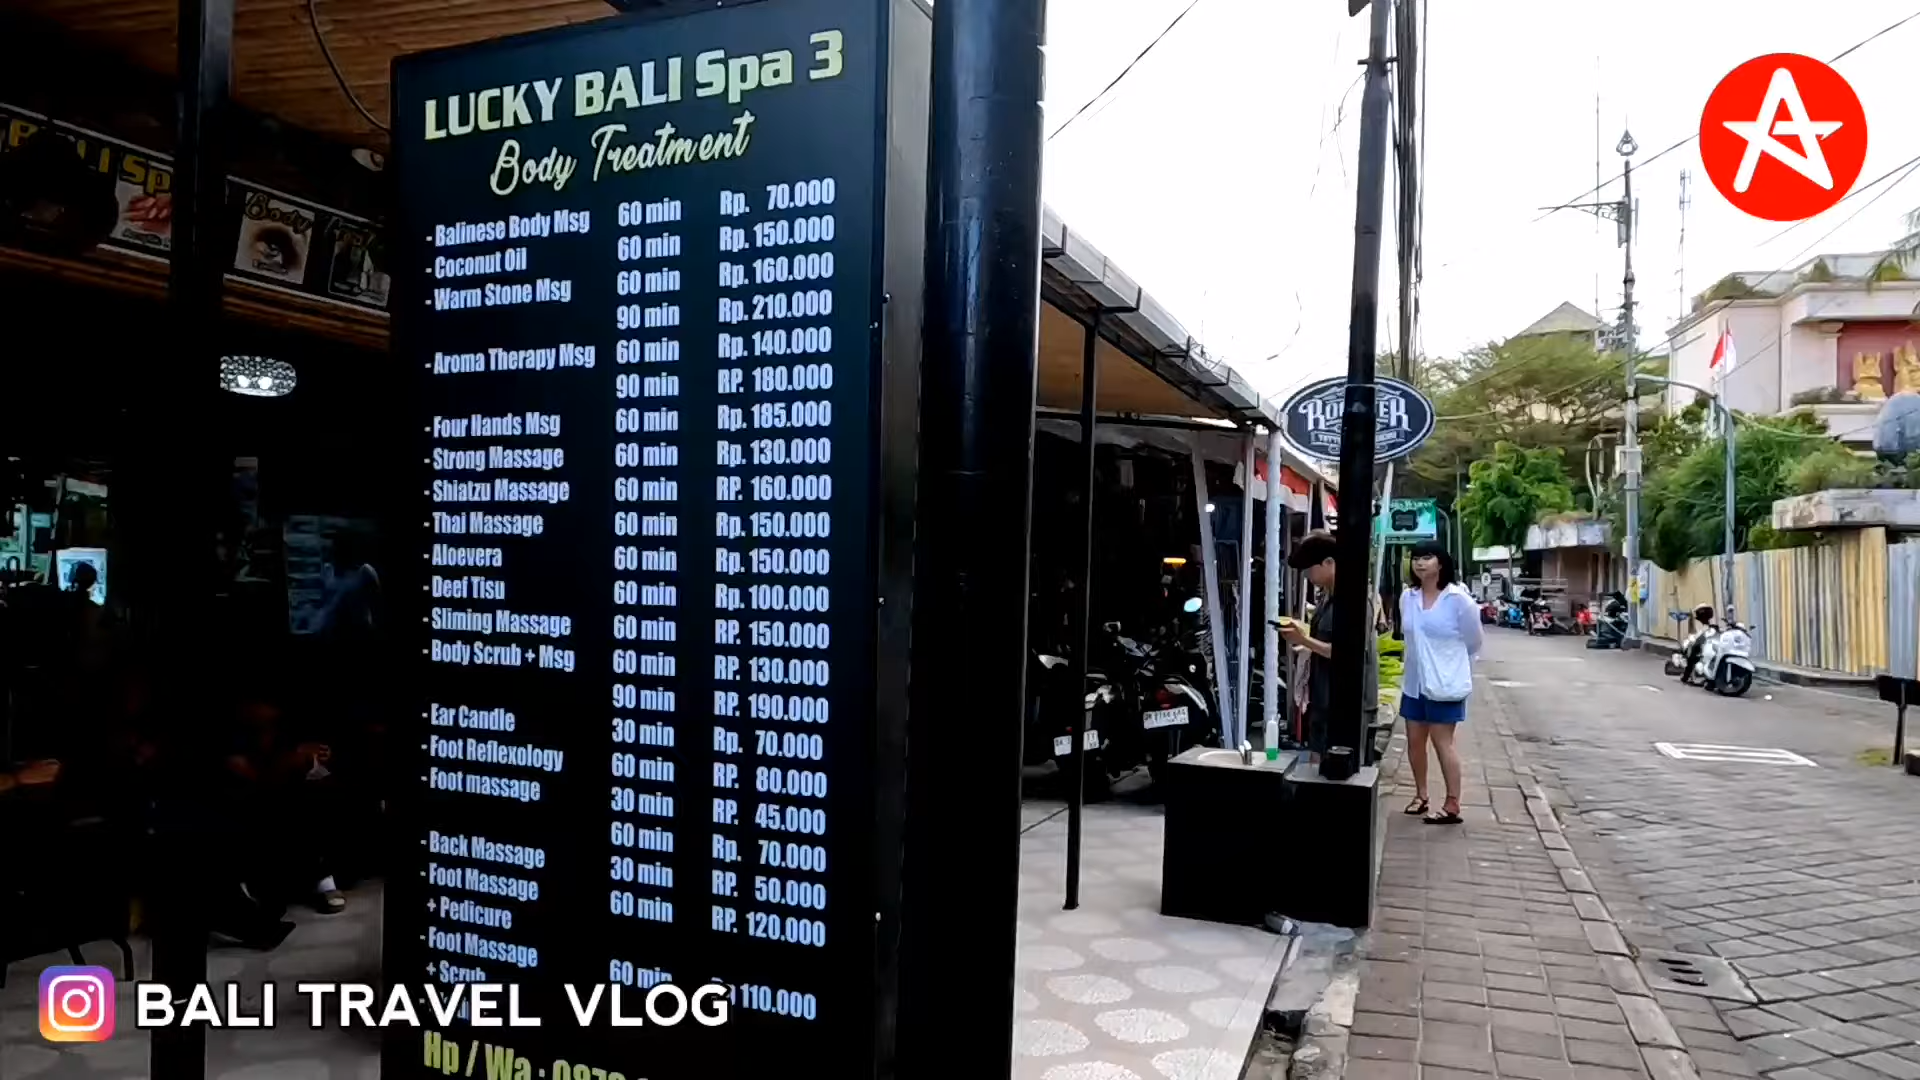 LUCKY BALI Spa 3
Body Treatment
- Balinese Body Msg 60 min Rp. 70.000
- Coconut Oil 60 min Rp. 150.000
- Warm Stone Msg 60 min Rp. 160.000
90 min Rp. 210.000
- Aroma Therapy Msg 60 min Rp. 140.000
90 min RP. 180.000
- Four Hands Msg 60 min Rp. 185.000
- Strong Massage 60 min Rp. 130.000
- Shiatzu Massage 60 min RP. 160.000
- Thai Massage 60 min Rp. 150.000
- Aloevera 60 min Rp. 150.000
- Deef Tisu 60 min Rp. 100.000
- Sliming Massage 60 min RP. 150.000
- Body Scrub + Msg 60 min RP. 130.000
90 min RP. 190.000
- Ear Candle 30 min Rp. 70.000
- Foot Reflexology 60 min RP. 80.000
- Foot massage 30 min RP. 45.000
60 min Rp. 70.000
- Back Massage 30 min RP. 50.000
- Foot Massage 60 min RP. 120.000
+ Pedicure
- Foot Massage
+ Scrub 60 min 110.000
Hp / Wa :
BALI Spa
Body
BALI TRAVEL VLOG